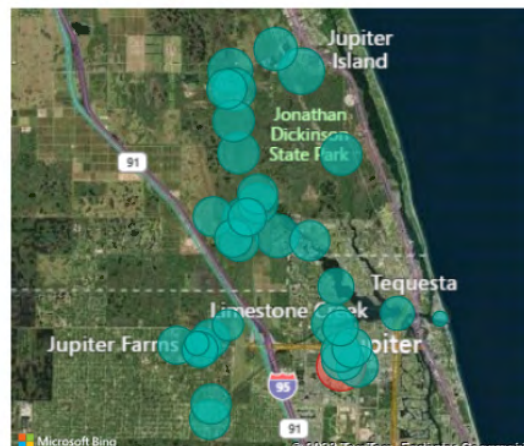 Jupiter
Island
Jonathan
Dickinson
State Park
91
Tequesta
Limestone Creek
Jupiter Farms
Jupiter
95
91
Microsoft Bing